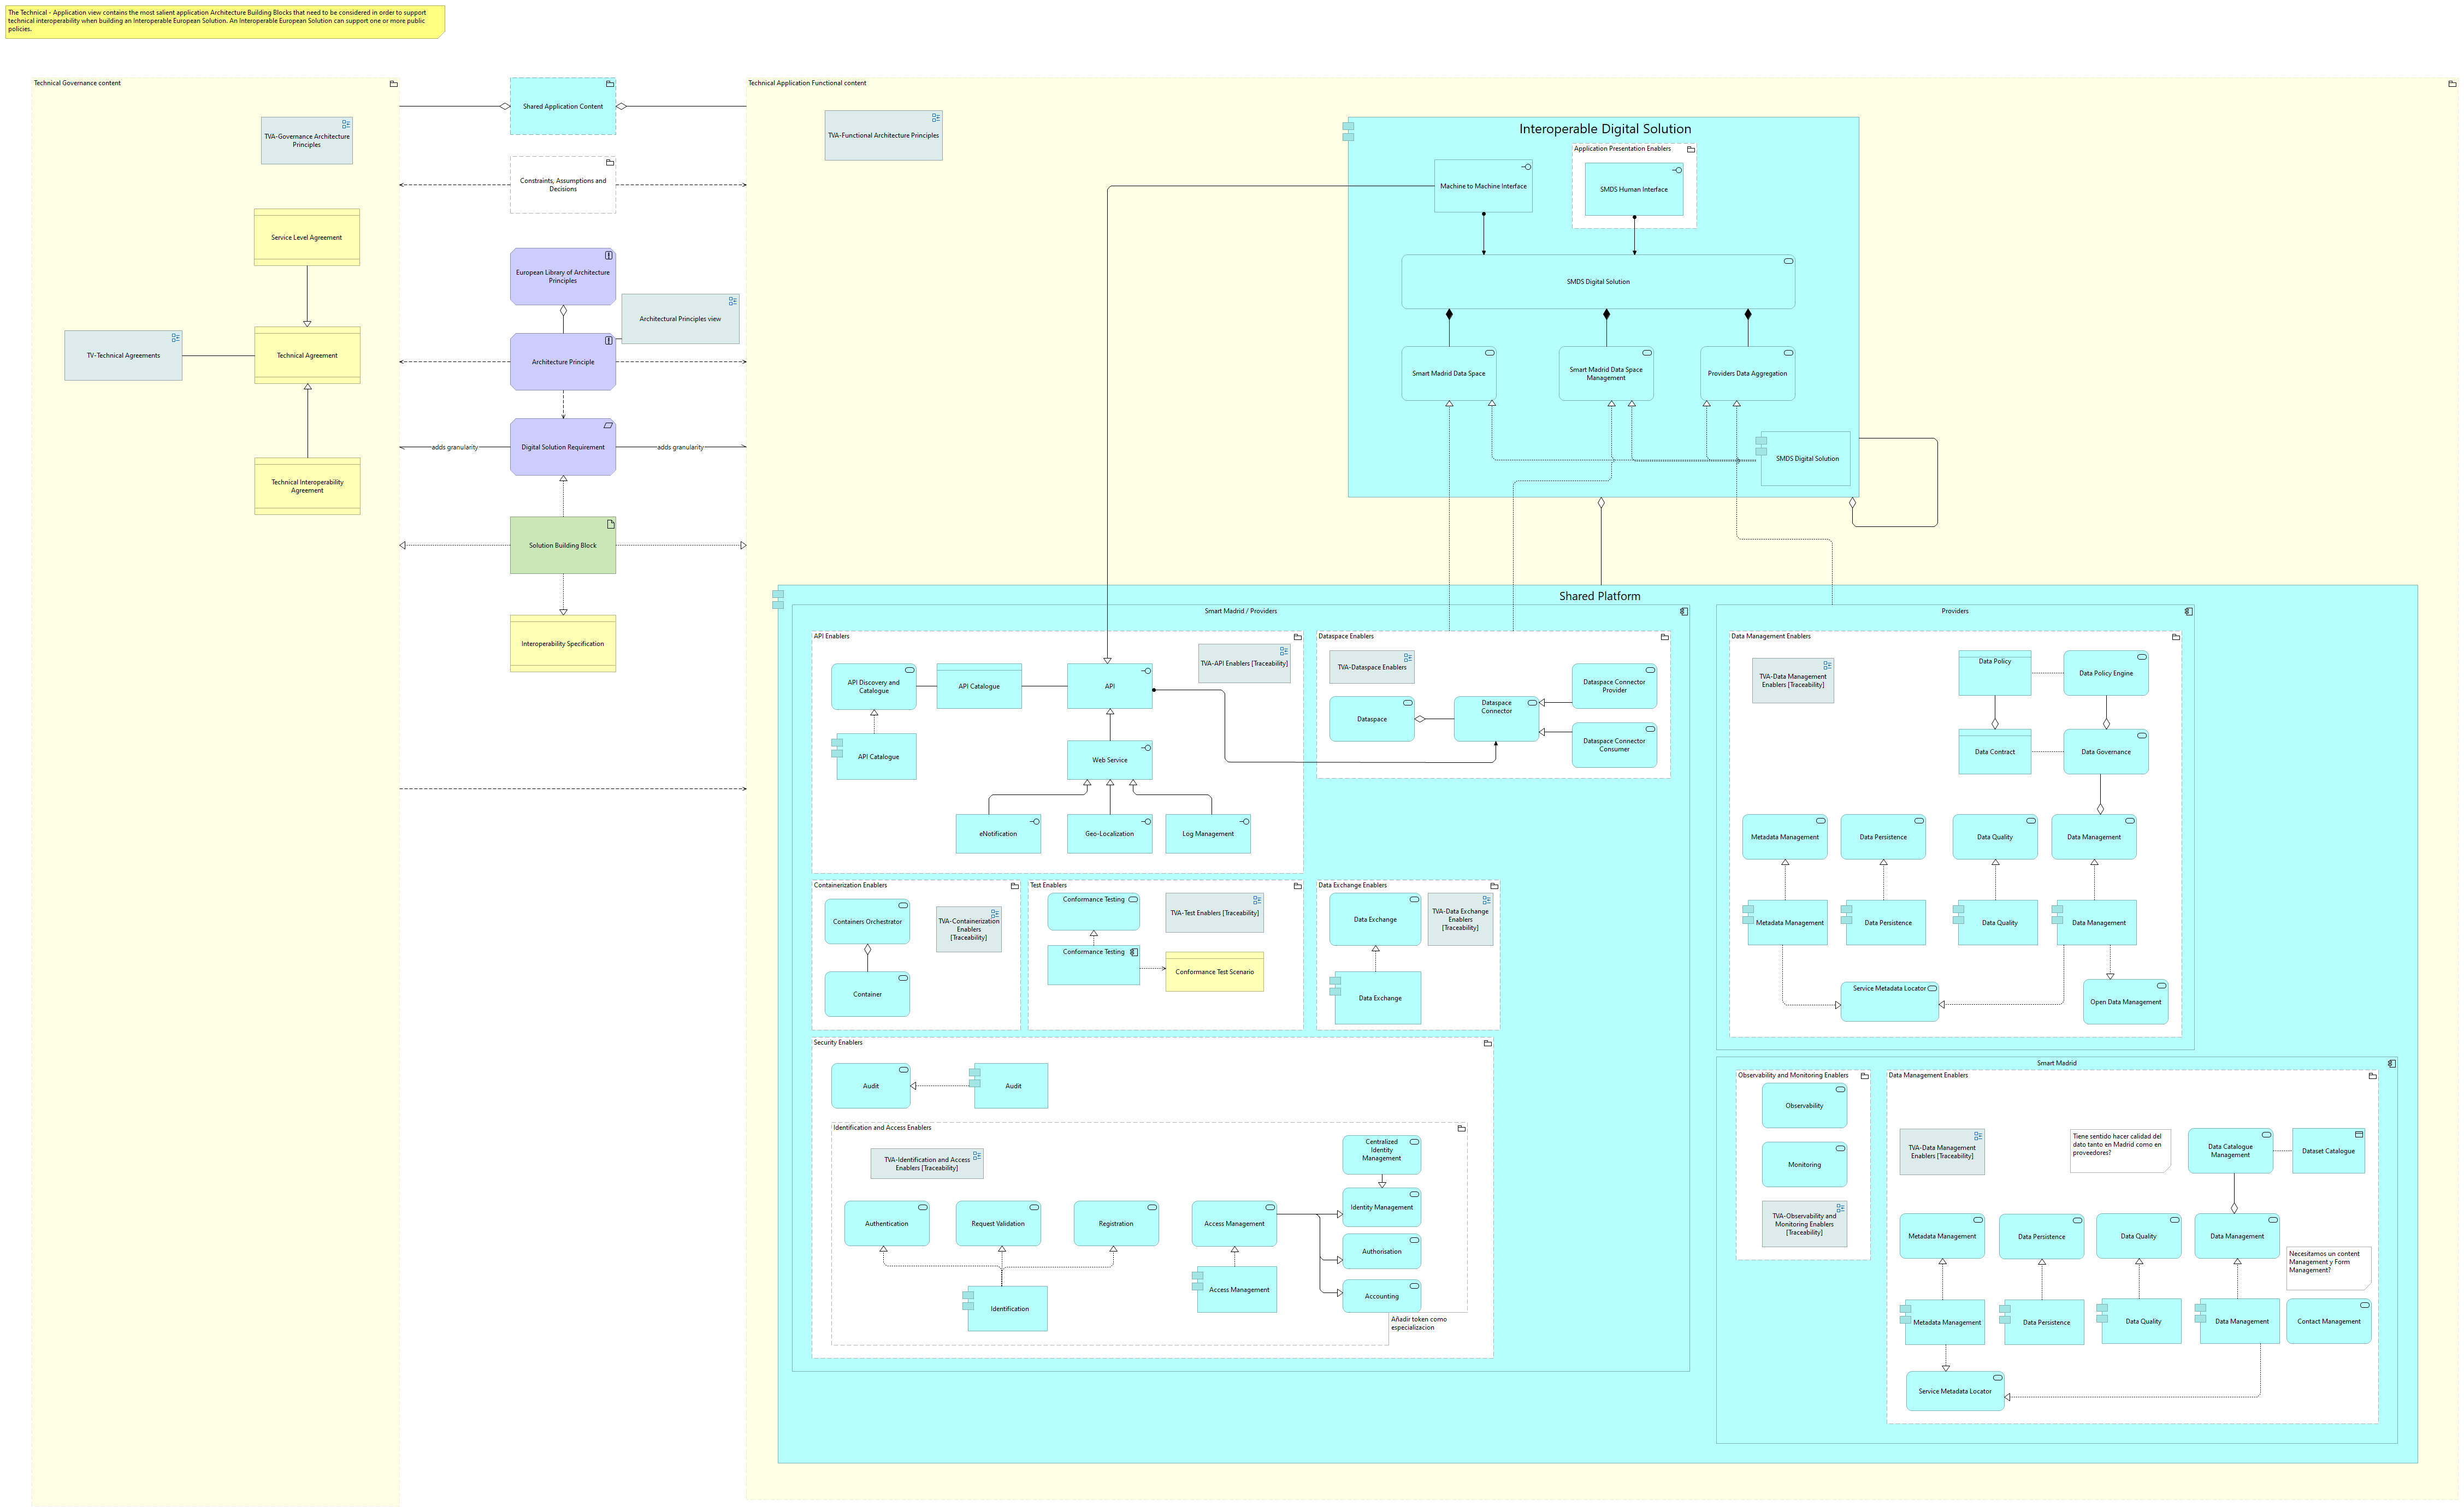 The Technical - Application view contains the most salient application Architecture Building Blocks that need to be considered in order to support
technical interoperability when building an Interoperable European Solution. An Interoperable European Solution can support one or more public
policies.
Technical Governance content
TVA-Governance Architecture
Principles
Service Level Agreement
TV-Technical Agreements
Technical Agreement
Technical Interoperability
Agreement
Shared Application Content
Constraints, Assumptions and
Decisions
European Library of Architecture
Principles
Architectural Principles view
Architecture Principle
adds granularity
Digital Solution Requirement
adds granularity
Solution Building Block
Interoperability Specification
Technical Application Functional content
TVA-Functional Architecture Principles
Interoperable Digital Solution
Machine to Machine Interface
Application Presentation Enablers
SMDS Human Interface
SMDS Digital Solution
Smart Madrid Data Space
Smart Madrid Data Space
Management
Providers Data Aggregation
SMDS Digital Solution
Shared Platform
Smart Madrid / Providers
API Enablers
TVA-API Enablers [Traceability]
API Discovery and
Catalogue
API Catalogue
API
API Catalogue
Web Service
eNotification
Geo-Localization
Log Management
Dataspace Enablers
TVA-Dataspace Enablers
Dataspace
Dataspace
Connector
Dataspace Connector
Provider
Dataspace Connector
Consumer
Containerization Enablers
Containers Orchestrator
TVA-Containerization
Enablers
[Traceability]
Container
Test Enablers
Conformance Testing
TVA-Test Enablers [Traceability]
Conformance Testing
Conformance Test Scenario
Data Exchange Enablers
Data Exchange
TVA-Data Exchange
Enablers
[Traceability]
Data Exchange
Security Enablers
Audit
Audit
Identification and Access Enablers
TVA-Identification and Access
Enablers [Traceability]
Centralized
Identity
Management
Authentication
Request Validation
Registration
Access Management
Identity Management
Authorisation
Accounting
Identification
Access Management
Añadir token como
especializacion
Providers
Data Management Enablers
TVA-Data Management
Enablers [Traceability]
Data Policy
Data Policy Engine
Data Contract
Data Governance
Metadata Management
Data Persistence
Data Quality
Data Management
Metadata Management
Data Persistence
Data Quality
Data Management
Service Metadata Locator
Open Data Management
Smart Madrid
Observability and Monitoring Enablers
Observability
Monitoring
TVA-Observability and
Monitoring Enablers
[Traceability]
Data Management Enablers
TVA-Data Management
Enablers [Traceability]
Tiene sentido hacer calidad del
dato tanto en Madrid como en
proveedores?
Data Catalogue
Management
Dataset Catalogue
Metadata Management
Data Persistence
Data Quality
Data Management
Necesitamos un content
Management y Form
Management?
Metadata Management
Data Persistence
Data Quality
Data Management
Contact Management
Service Metadata Locator